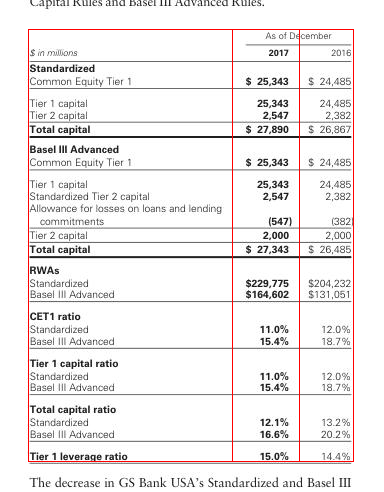 Capital Rules and Basel III Advanced Rules.
As of December
$ in millions 2017 2016
Standardized
Common Equity Tier 1 $ 25,343 $ 24,485
Tier 1 capital 25,343 24,485
Tier 2 capital 2,547 2,382
Total capital $ 27,890 $ 26,867
Basel III Advanced
Common Equity Tier 1 $ 25,343 $ 24,485
Tier 1 capital 25,343 24,485
Standardized Tier 2 capital 2,547 2,382
Allowance for losses on loans and lending
commitments (547) (382)
Tier 2 capital 2,000 2,000
Total capital $ 27,343 $ 26,485
RWAs
Standardized $229,775 $204,232
Basel III Advanced $164,602 $131,051
CET1 ratio
Standardized 11.0% 12.0%
Basel III Advanced 15.4% 18.7%
Tier 1 capital ratio
Standardized 11.0% 12.0%
Basel III Advanced 15.4% 18.7%
Total capital ratio
Standardized 12.1% 13.2%
Basel III Advanced 16.6% 20.2%
Tier 1 leverage ratio 15.0% 14.4%
The decrease in GS Bank USA's Standardized and Basel III